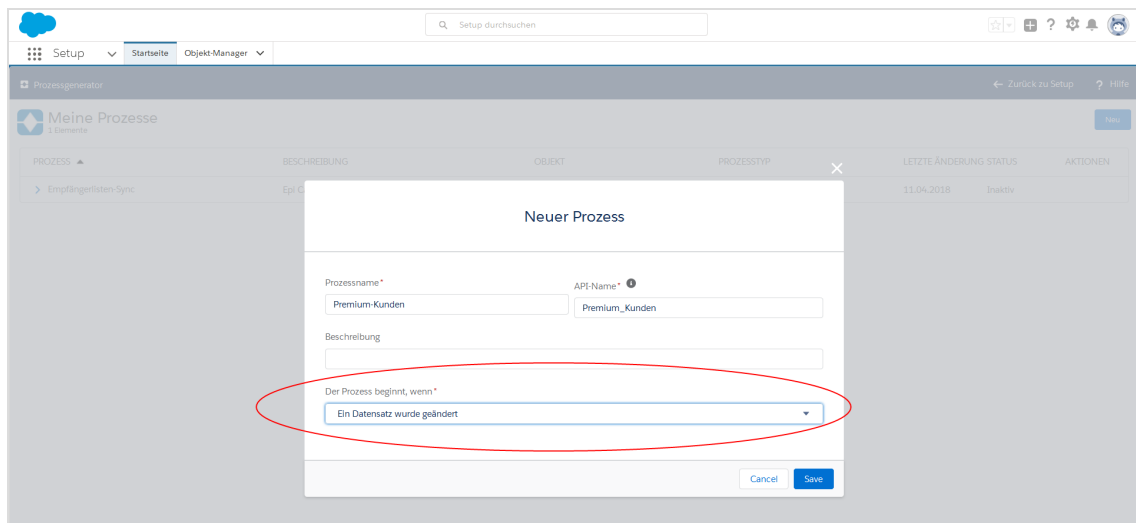 Setup durchsuchen
Setup
Startseite
Objekt-Manager
Prozessgenerator
Zurück zu Setup
? Hilfe
Meine Prozesse
1 Elemente
Neu
PROZESS
BESCHREIBUNG
OBJEKT
PROZESSTYP
LETZTE ÄNDERUNG
STATUS
AKTIONEN
Empfängerlisten-Sync
Epi C
11.04.2018
Inaktiv
Neuer Prozess
Prozessname*
API-Name*
Premium-Kunden
Premium_Kunden
Beschreibung
Der Prozess beginnt, wenn*
Ein Datensatz wurde geändert
Cancel
Save